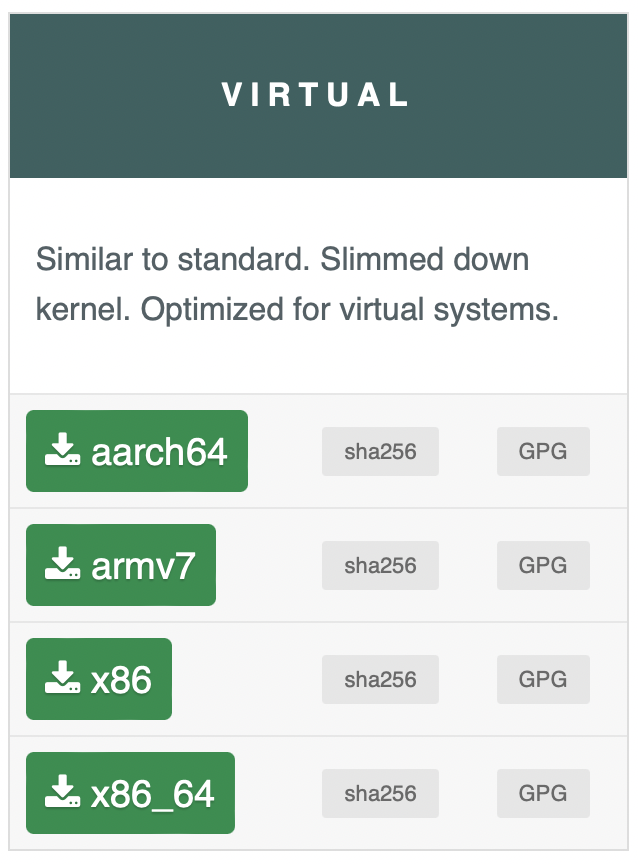 VIRTUAL
Similar to standard. Slimmed down
kernel. Optimized for virtual systems.
aarch64 sha256 GPG
armv7 sha256 GPG
x86 sha256 GPG
x86_64 sha256 GPG